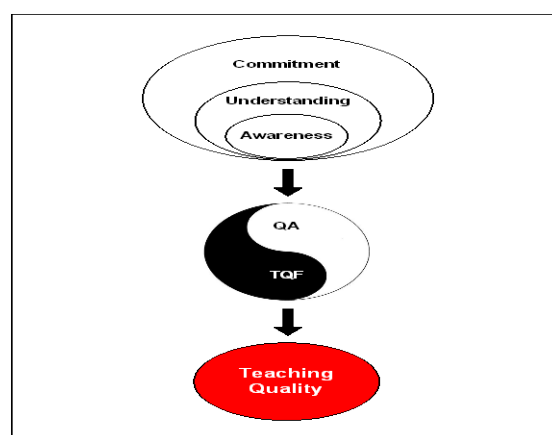 Commitment
Understanding
Awareness
QA
TQF
Teaching
Quality